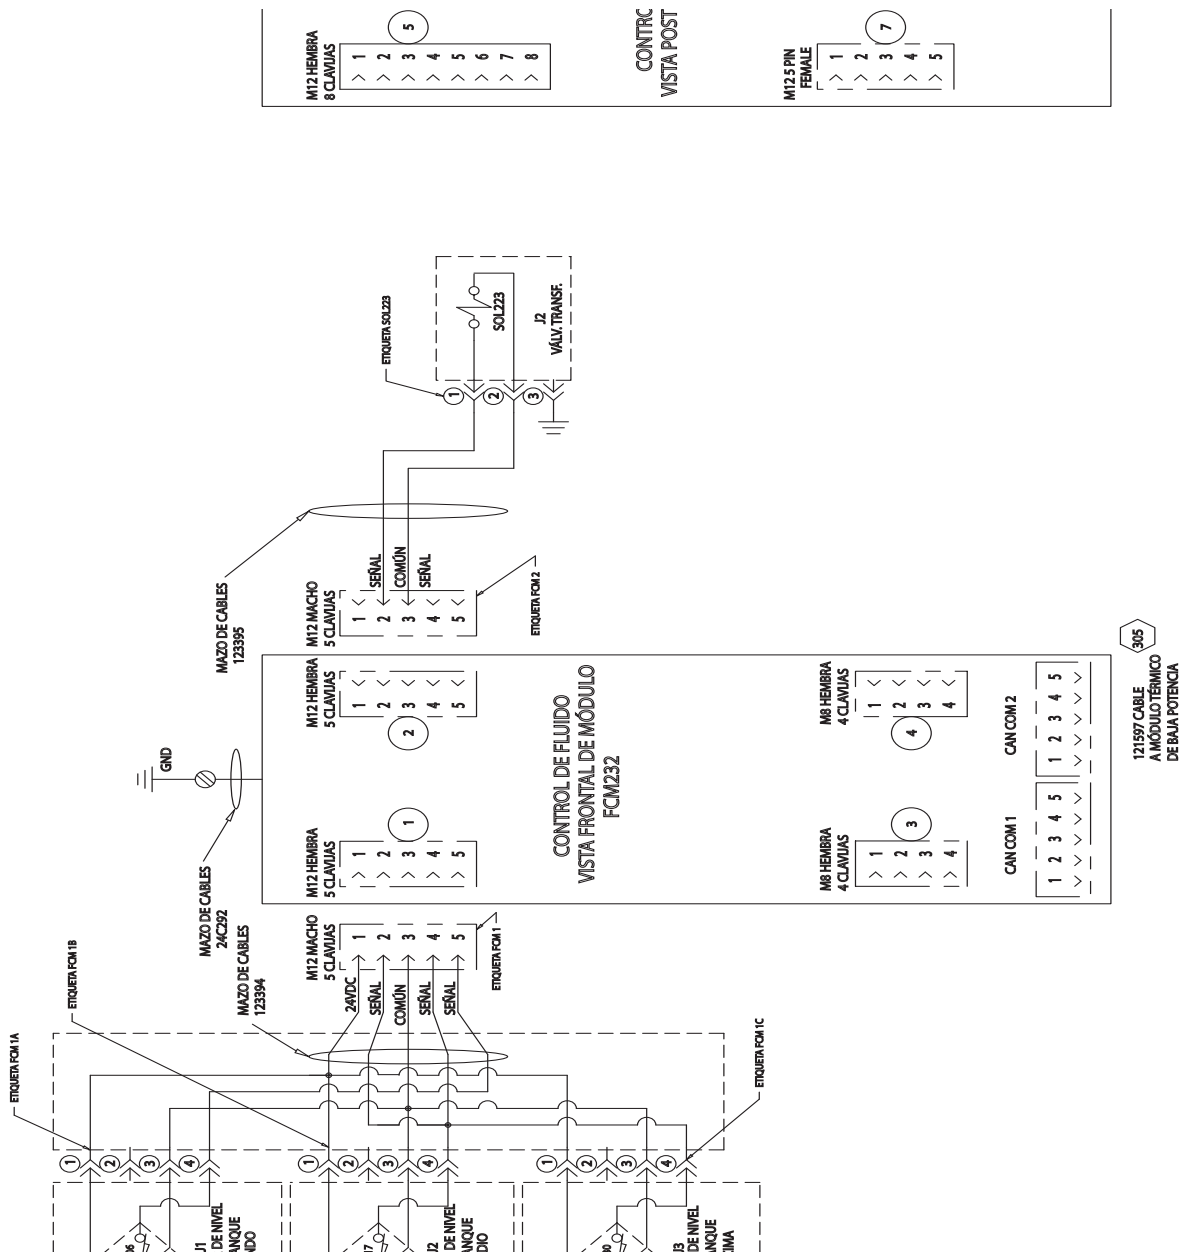 M12 HEMBRA
8 CLAVIJAS
1
2
3
4
5
6
7
8
5
VISTA POST
M12 5 PIN
FEMALE
1
2
3
4
5
7
ETIQUETA SOL223
SOL223
J2
VÁLV. TRANSF.
1
2
3
MAZO DE CABLES
123395
M12 MACHO
5 CLAVIJAS
SEÑAL
COMÚN
SEÑAL
1
2
3
4
5
ETIQUETA FCM 2
GND
MAZO DE CABLES
24C292
M12 HEMBRA
5 CLAVIJAS
1
2
3
4
5
2
M12 HEMBRA
5 CLAVIJAS
1
2
3
4
5
1
CONTROL DE FLUIDO
VISTA FRONTAL DE MÓDULO
FCM232
M8 HEMBRA
4 CLAVIJAS
1
2
3
4
4
M8 HEMBRA
4 CLAVIJAS
1
2
3
4
3
CAN COM 2
1 2 3 4 5
CAN COM 1
1 2 3 4 5
305
121597 CABLE
A MÓDULO TÉRMICO
DE BAJA POTENCIA
MAZO DE CABLES
123394
M12 MACHO
5 CLAVIJAS
1
2
3
4
5
24VDC
SEÑAL
COMÚN
SEÑAL
SEÑAL
ETIQUETA FCM 1
ETIQUETA FCM 1A
ETIQUETA FCM 1B
ETIQUETA FCM 1C
1
2
3
4
1
2
3
4
1
2
3
4
J1
DE NIVEL
J2
DE NIVEL
J3
DE NIVEL